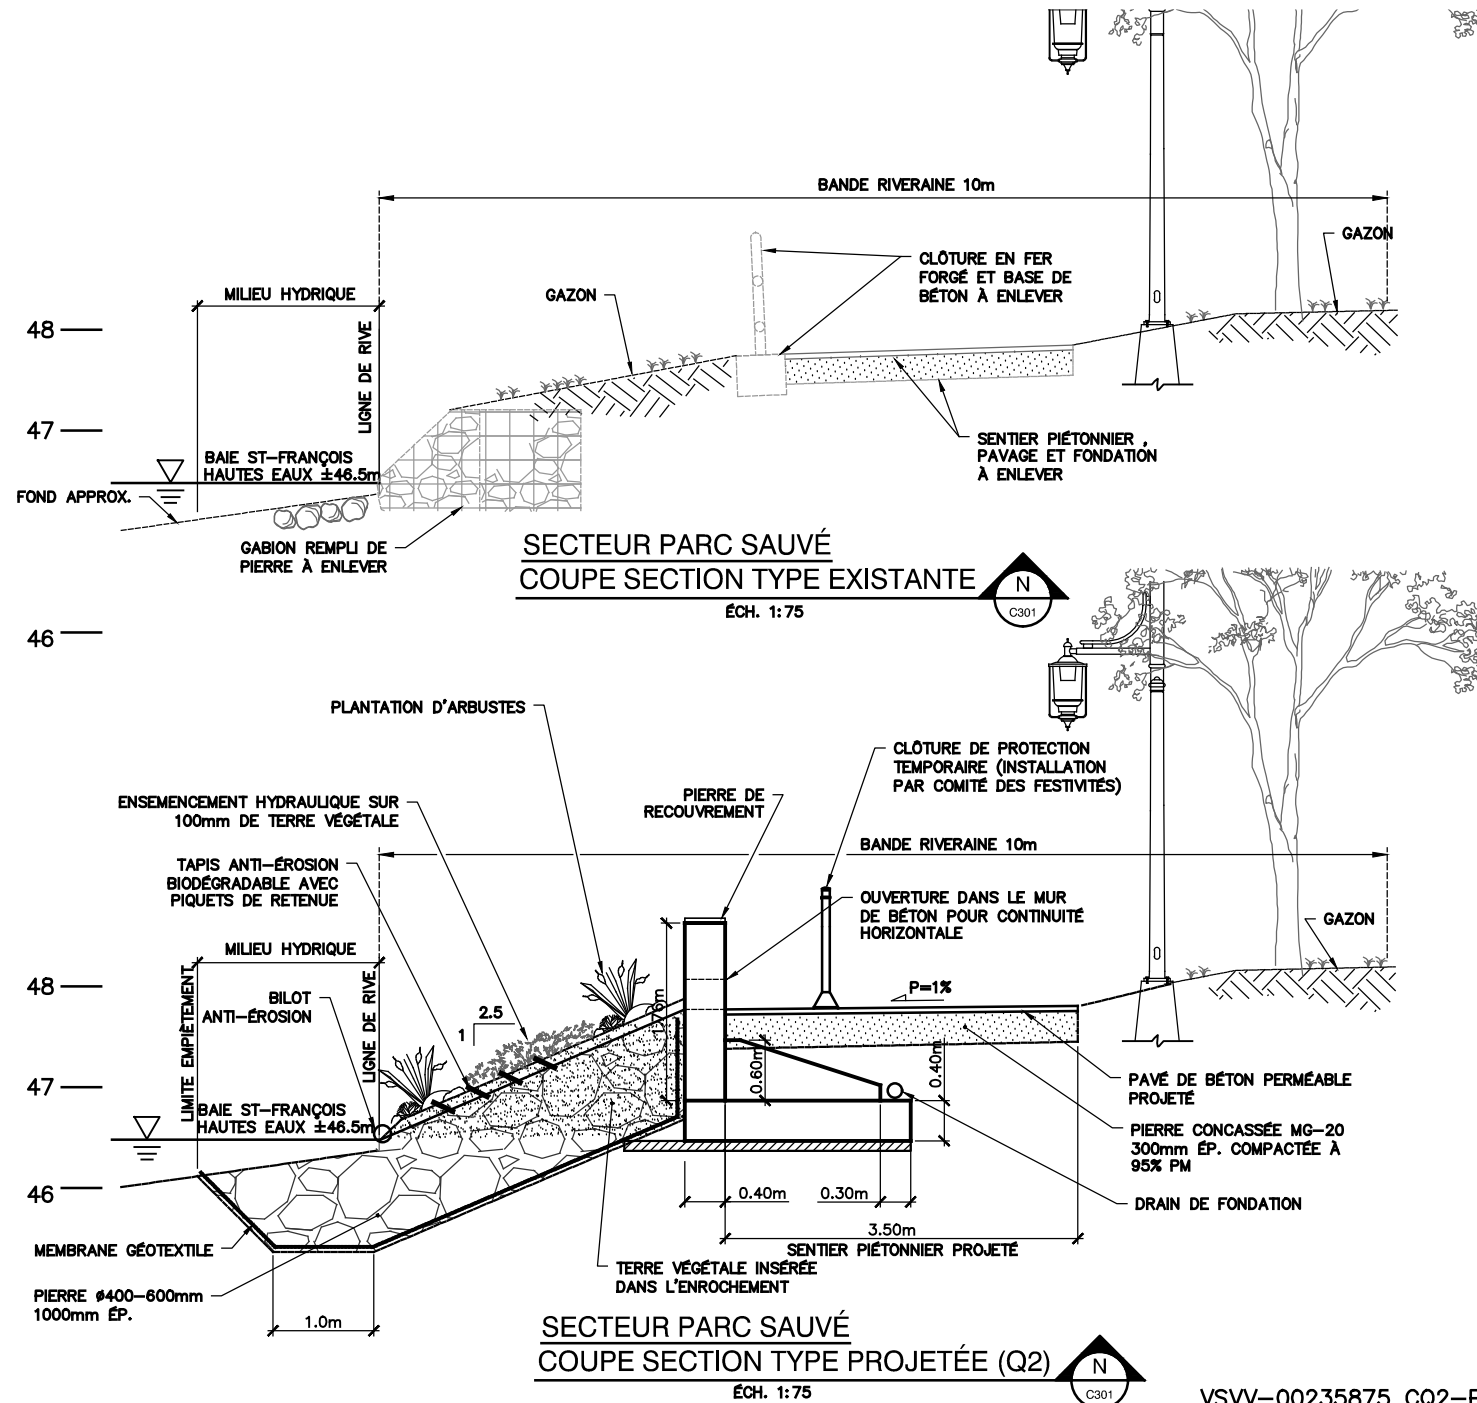 BANDE RIVERAINE 10m
GAZON
CLÔTURE EN FER
FORGÉ ET BASE DE
BÉTON À ENLEVER
MILIEU HYDRIQUE
GAZON
48
LIGNE DE RIVE
47
SENTIER PIÉTONNIER ,
PAVAGE ET FONDATION
À ENLEVER
BAIE ST-FRANÇOIS
HAUTES EAUX ±46.5m
FOND APPROX.
GABION REMPLI DE
PIERRE À ENLEVER
SECTEUR PARC SAUVÉ
COUPE SECTION TYPE EXISTANTE
N
C301
ÉCH. 1:75
46
PLANTATION D'ARBUSTES
CLÔTURE DE PROTECTION
TEMPORAIRE (INSTALLATION
PAR COMITÉ DES FESTIVITÉS)
PIERRE DE
RECOUVREMENT
ENSEMENCEMENT HYDRAULIQUE SUR
100mm DE TERRE VÉGÉTALE
BANDE RIVERAINE 10m
TAPIS ANTI-ÉROSION
BIODÉGRADABLE AVEC
PIQUETS DE RETENUE
OUVERTURE DANS LE MUR
DE BÉTON POUR CONTINUITÉ
HORIZONTALE
GAZON
MILIEU HYDRIQUE
48
LIMITE EMPIÈTEMENT
BILOT
ANTI-ÉROSION
LIGNE DE RIVE
1
2.5
P=1%
47
0.60m
0.40m
PAVÉ DE BÉTON PERMÉABLE
PROJETÉ
BAIE ST-FRANÇOIS
HAUTES EAUX ±46.5m
PIERRE CONCASSÉE MG-20
300mm ÉP. COMPACTÉE À
95% PM
46
0.40m
0.30m
DRAIN DE FONDATION
3.50m
SENTIER PIÉTONNIER PROJETÉ
MEMBRANE GÉOTEXTILE
TERRE VÉGÉTALE INSÉRÉE
DANS L'ENROCHEMENT
PIERRE ø400-600mm
1000mm ÉP.
1.0m
SECTEUR PARC SAUVÉ
COUPE SECTION TYPE PROJETÉE (Q2)
N
C301
ÉCH. 1:75